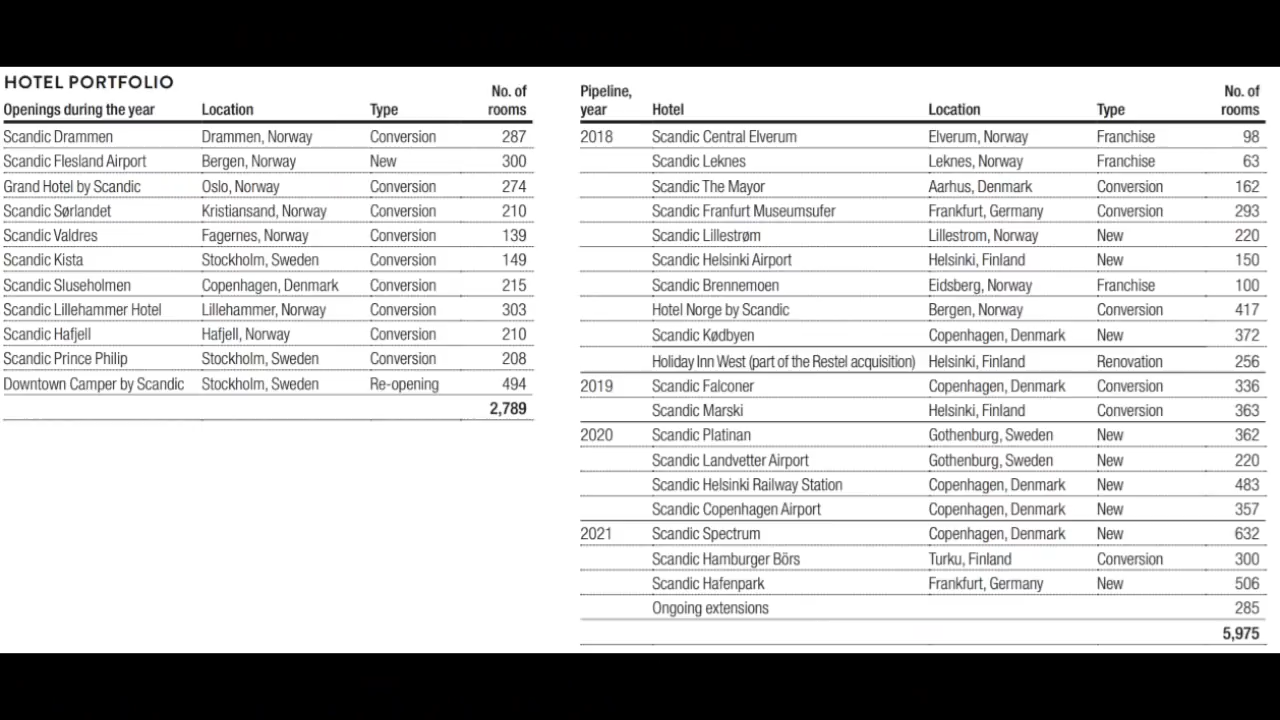 HOTEL PORTFOLIO
Openings during the year Location Type No. of rooms
Scandic Drammen Drammen, Norway Conversion 287
Scandic Flesland Airport Bergen, Norway New 300
Grand Hotel by Scandic Oslo, Norway Conversion 274
Scandic Sørlandet Kristiansand, Norway Conversion 210
Scandic Valdres Fagernes, Norway Conversion 139
Scandic Kista Stockholm, Sweden Conversion 149
Scandic Sluseholmen Copenhagen, Denmark Conversion 215
Scandic Lillehammer Hotel Lillehammer, Norway Conversion 303
Scandic Hafjell Hafjell, Norway Conversion 210
Scandic Prince Philip Stockholm, Sweden Conversion 208
Downtown Camper by Scandic Stockholm, Sweden Re-opening 494
2,789
Pipeline, year Hotel Location Type No. of rooms
2018 Scandic Central Elverum Elverum, Norway Franchise 98
Scandic Leknes Leknes, Norway Franchise 63
Scandic The Mayor Aarhus, Denmark Conversion 162
Scandic Franfurt Museumsufer Frankfurt, Germany Conversion 293
Scandic Lillestrøm Lillestrom, Norway New 220
Scandic Helsinki Airport Helsinki, Finland New 150
Scandic Brennemoen Eidsberg, Norway Franchise 100
Hotel Norge by Scandic Bergen, Norway Conversion 417
Scandic Kødbyen Copenhagen, Denmark New 372
Holiday Inn West (part of the Restel acquisition) Helsinki, Finland Renovation 256
2019 Scandic Falconer Copenhagen, Denmark Conversion 336
Scandic Marski Helsinki, Finland Conversion 363
2020 Scandic Platinan Gothenburg, Sweden New 362
Scandic Landvetter Airport Gothenburg, Sweden New 220
Scandic Helsinki Railway Station Copenhagen, Denmark New 483
Scandic Copenhagen Airport Copenhagen, Denmark New 357
2021 Scandic Spectrum Copenhagen, Denmark New 632
Scandic Hamburger Börs Turku, Finland Conversion 300
Scandic Hafenpark Frankfurt, Germany New 506
Ongoing extensions 285
5,975